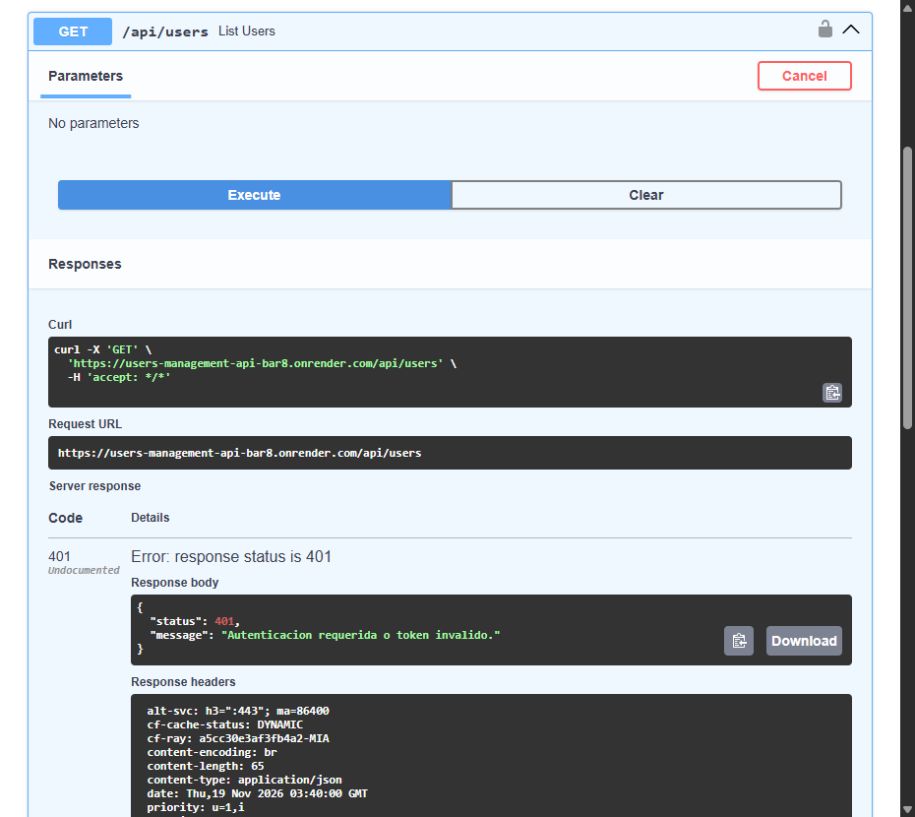 GET /api/users List Users
Parameters Cancel
No parameters
Execute Clear
Responses
Curl
curl -X 'GET' \
  'https://users-management-api-bar8.onrender.com/api/users' \
  -H 'accept: */*'
Request URL
https://users-management-api-bar8.onrender.com/api/users
Server response
Code Details
401 Error: response status is 401
Undocumented
Response body
{
  "status": 401,
  "message": "Autenticacion requerida o token invalido."
}
Download
Response headers
alt-svc: h3=":443"; ma=86400
cf-cache-status: DYNAMIC
cf-ray: a5cc30e3af3fb4a2-MIA
content-encoding: br
content-length: 65
content-type: application/json
date: Thu,19 Nov 2026 03:40:00 GMT
priority: u=1,i